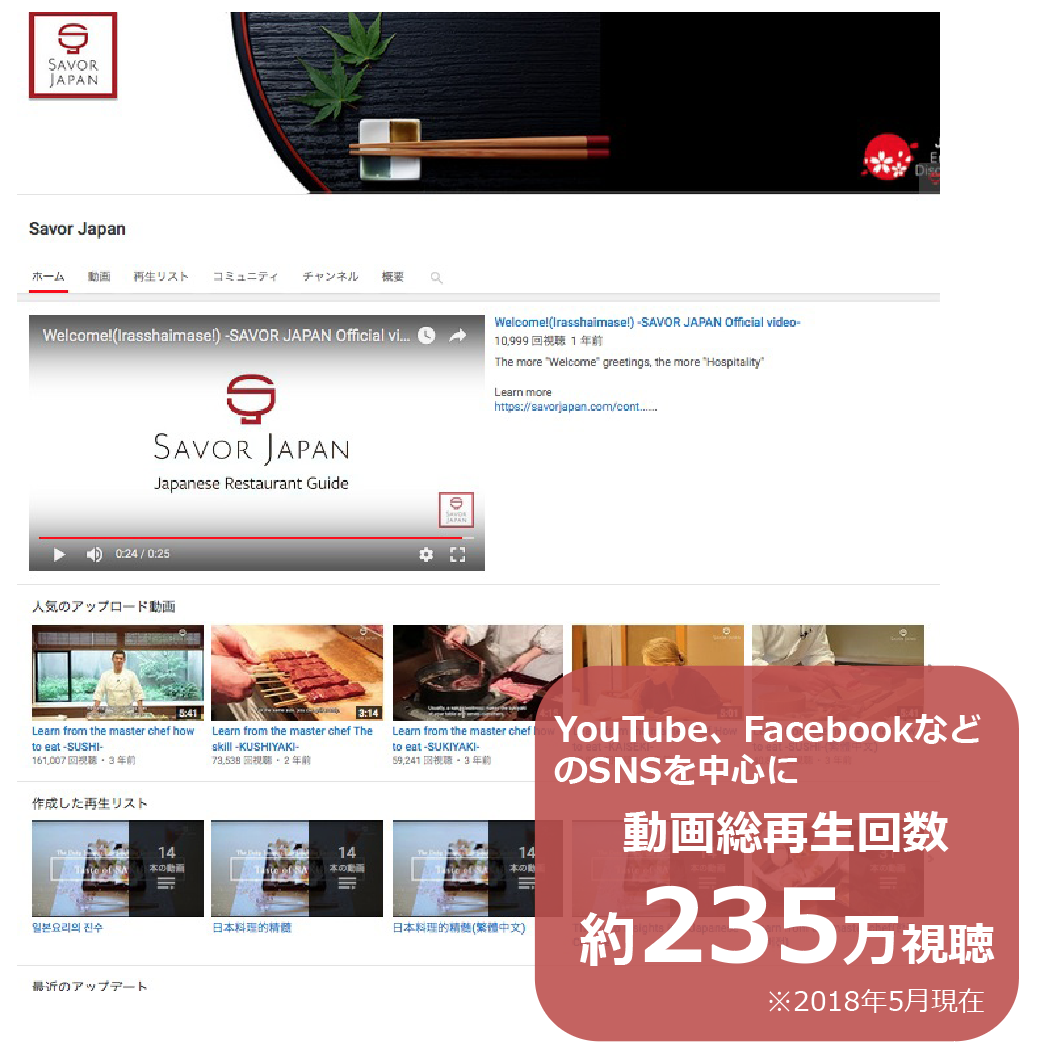 SAVOR
JAPAN
Savor Japan
ホーム 動画 再生リスト コミュニティ チャンネル 概要
Welcome!(Irasshaimase!) -SAVOR JAPAN Official vi...
SAVOR JAPAN
Japanese Restaurant Guide
SAVOR
JAPAN
0:24 / 0:25
Welcome!(Irasshaimase!) -SAVOR JAPAN Official video-
10,999 回視聴 1 年前
The more "Welcome" greetings, the more "Hospitality"
Learn more
https://savorjapan.com/cont......
人気のアップロード動画
5:41
3:14
Learn from the master chef how
to eat -SUSHI-
161,007 回視聴・3 年前
Learn from the master chef The
skill -KUSHIYAKI-
73,538 回視聴・2 年前
Learn from the master chef how
to eat -SUKIYAKI-
59,241 回視聴・3 年前
to eat -KAISEKI-
to eat -SUSHI-(繁體中文)
作成した再生リスト
14
本の動画
14
本の動画
14
本の動画
일본요리의 진수
日本料理的精髓
日本料理的精髓(繁體中文)
最近のアップデート
YouTube、Facebookなど
のSNSを中心に
動画総再生回数
約235万視聴
※2018年5月現在